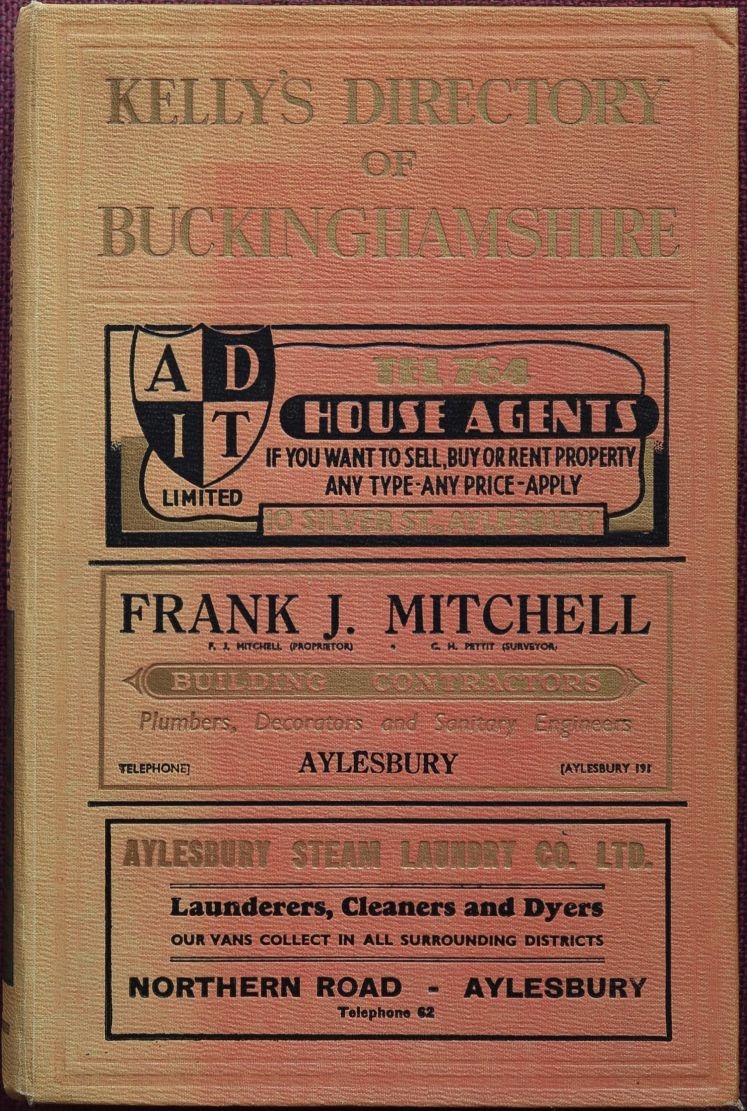 KELLY'S DIRECTORY
OF
BUCKINGHAMSHIRE
A D
I T
LIMITED
TEL 764
HOUSE AGENTS
IF YOU WANT TO SELL, BUY OR RENT PROPERTY
ANY TYPE-ANY PRICE-APPLY
10 SILVER ST., AYLESBURY
FRANK J. MITCHELL
F. J. MITCHELL (PROPRIETOR) • C. H. PETTIT (SURVEYOR)
BUILDING CONTRACTORS
Plumbers, Decorators and Sanitary Engineers
TELEPHONE] AYLESBURY [AYLESBURY 191
AYLESBURY STEAM LAUNDRY CO. LTD.
Launderers, Cleaners and Dyers
OUR VANS COLLECT IN ALL SURROUNDING DISTRICTS
NORTHERN ROAD - AYLESBURY
Telephone 62